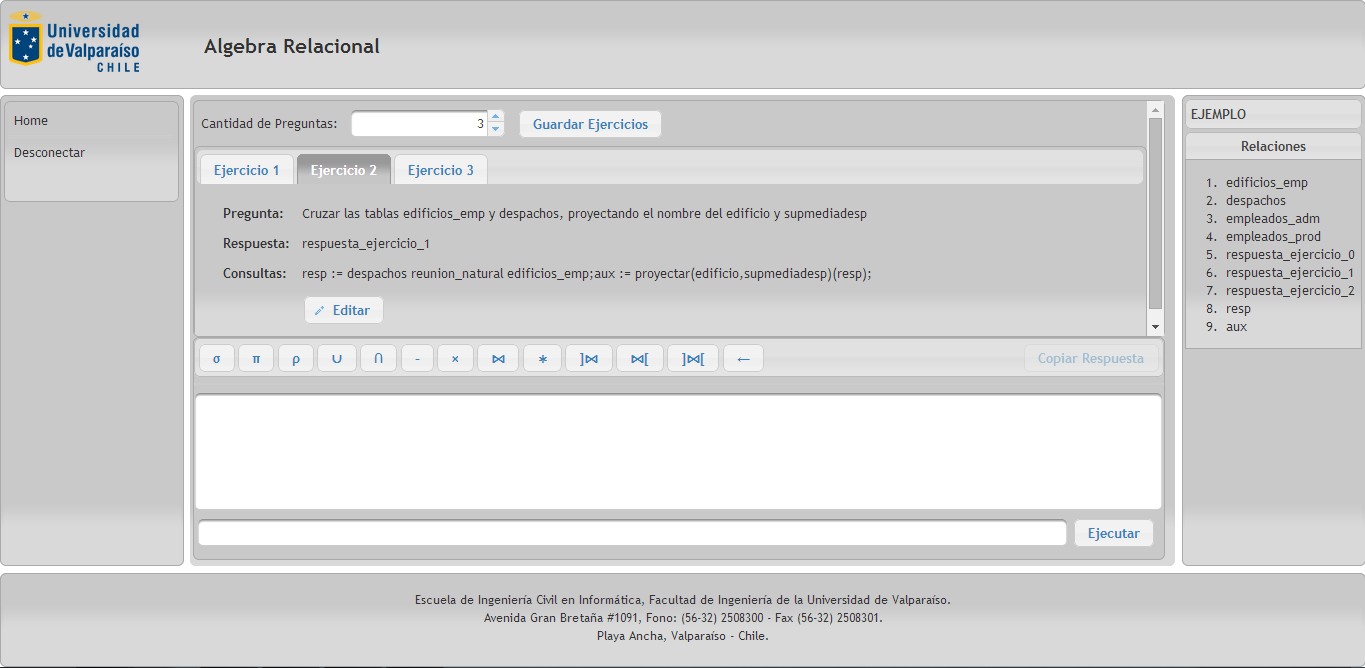 Universidad
de Valparaíso
CHILE
Algebra Relacional
Home
Desconectar
Cantidad de Preguntas: 3 Guardar Ejercicios
Ejercicio 1 Ejercicio 2 Ejercicio 3
Pregunta: Cruzar las tablas edificios_emp y despachos, proyectando el nombre del edificio y supmediadesp
Respuesta: respuesta_ejercicio_1
Consultas: resp := despachos reunion_natural edificios_emp;aux := proyectar(edificio,supmediadesp)(resp);
Editar
σ π ρ ∪ ∩ - × ⋈ * ]⋈ ⋈[ ]⋈[ ← Copiar Respuesta
Ejecutar
EJEMPLO
Relaciones
1. edificios_emp
2. despachos
3. empleados_adm
4. empleados_prod
5. respuesta_ejercicio_0
6. respuesta_ejercicio_1
7. respuesta_ejercicio_2
8. resp
9. aux
Escuela de Ingeniería Civil en Informática, Facultad de Ingeniería de la Universidad de Valparaíso.
Avenida Gran Bretaña #1091, Fono: (56-32) 2508300 - Fax (56-32) 2508301.
Playa Ancha, Valparaíso - Chile.